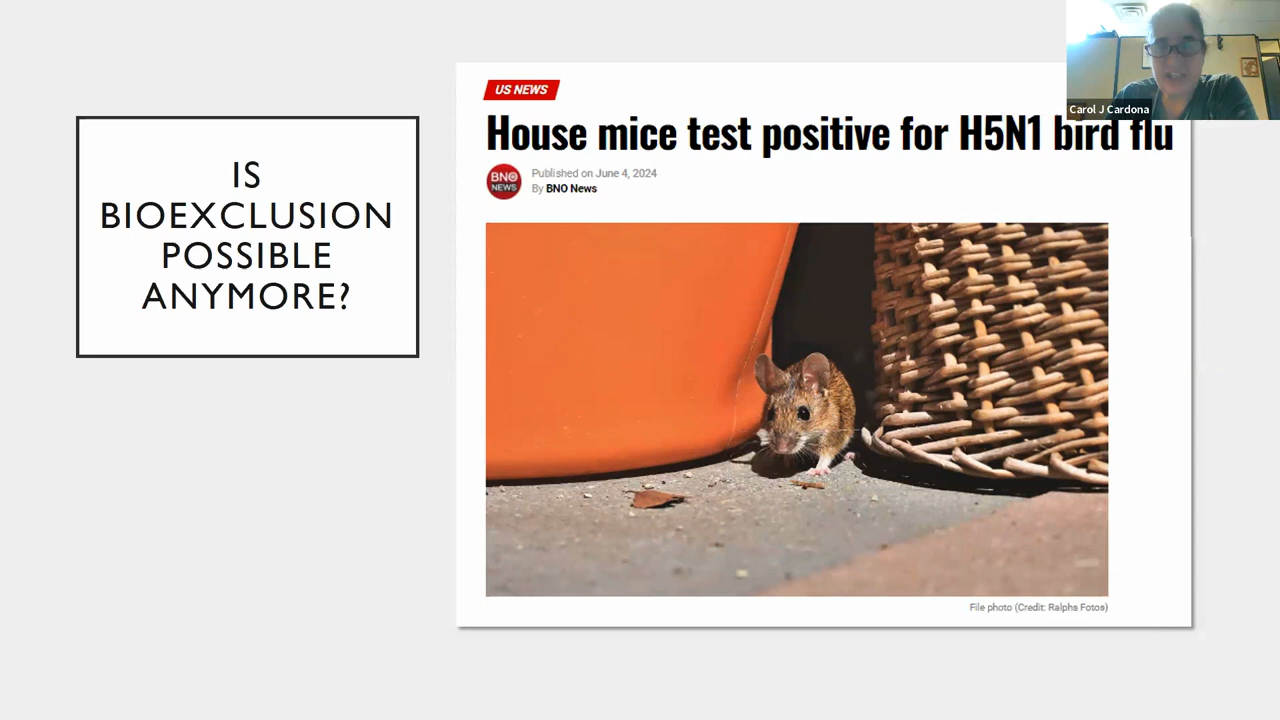 IS
BIOEXCLUSION
POSSIBLE
ANYMORE?
US NEWS
House mice test positive for H5N1 bird flu
BNO
NEWS
Published on June 4, 2024
By BNO News
File photo (Credit: Ralphs Fotos)
Carol J Cardona